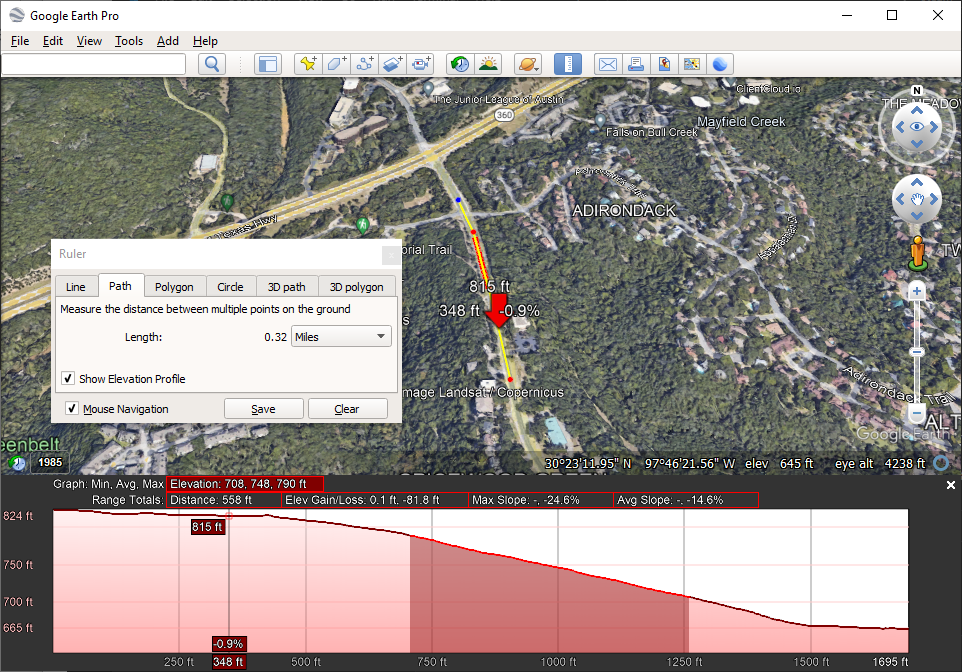 Google Earth Pro
File Edit View Tools Add Help
ClientCloud.io
The Junior League of Austin
THE MEADOW
N
360
Mayfield Creek
Falls on Bull Creek
ADIRONDACK
Texas Hwy
orial Trail
TW
Ruler
Line Path Polygon Circle 3D path 3D polygon
Measure the distance between multiple points on the ground
Length: 0.32 Miles
Show Elevation Profile
Mouse Navigation Save Clear
815 ft
348 ft -0.9%
mage Landsat / Copernicus
Adirondack Trail
ALT
Google Earth
eenbelt
1985
30°23'11.95" N 97°46'21.56" W elev 645 ft eye alt 4238 ft
Graph: Min, Avg, Max Elevation: 708, 748, 790 ft
Range Totals: Distance: 558 ft Elev Gain/Loss: 0.1 ft, -81.8 ft Max Slope: -, -24.6% Avg Slope: -, -14.6%
824 ft
815 ft
750 ft
700 ft
665 ft
-0.9%
250 ft 348 ft 500 ft 750 ft 1000 ft 1250 ft 1500 ft 1695 ft